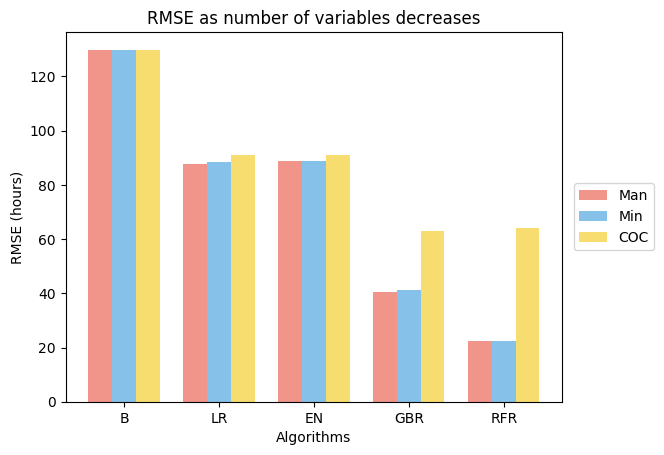 RMSE as number of variables decreases
RMSE (hours)
120
100
80
60
40
20
0
B LR EN GBR RFR
Algorithms
Man
Min
COC